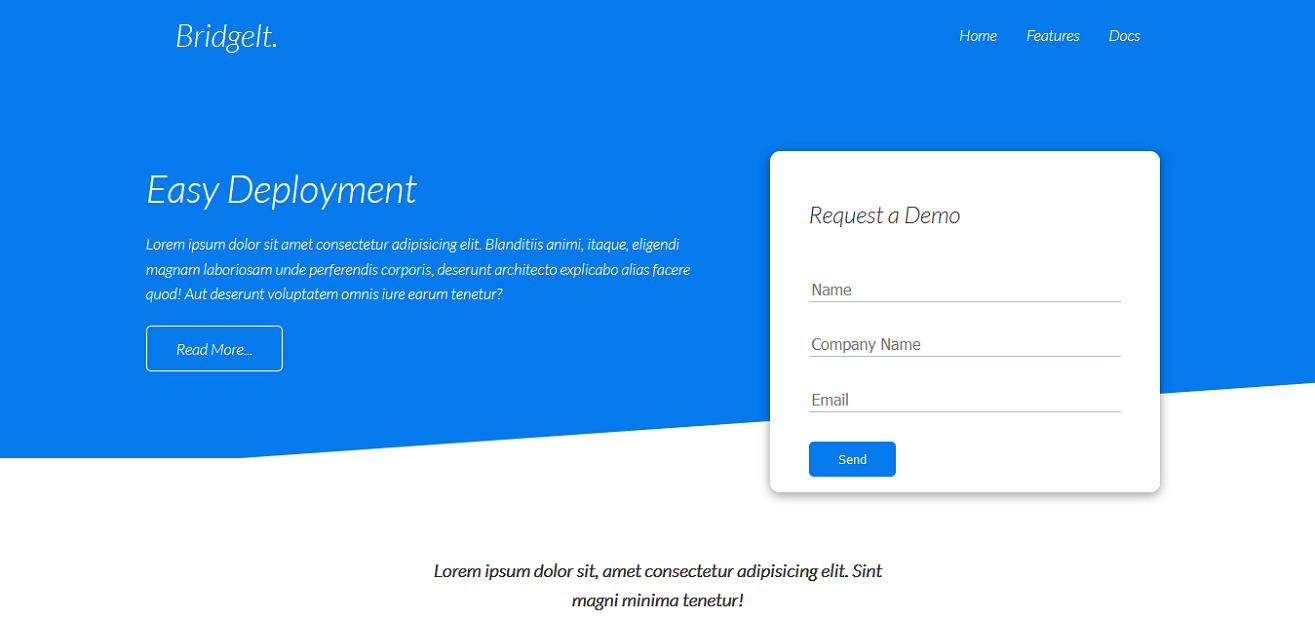 BridgeIt.
Home
Features
Docs
Easy Deployment
Lorem ipsum dolor sit amet consectetur adipisicing elit. Blanditiis animi, itaque, eligendi
magnam laboriosam unde perferendis corporis, deserunt architecto explicabo alias facere
quod! Aut deserunt voluptatem omnis iure earum tenetur?
Read More...
Request a Demo
Name
Company Name
Email
Send
Lorem ipsum dolor sit, amet consectetur adipisicing elit. Sint
magni minima tenetur!